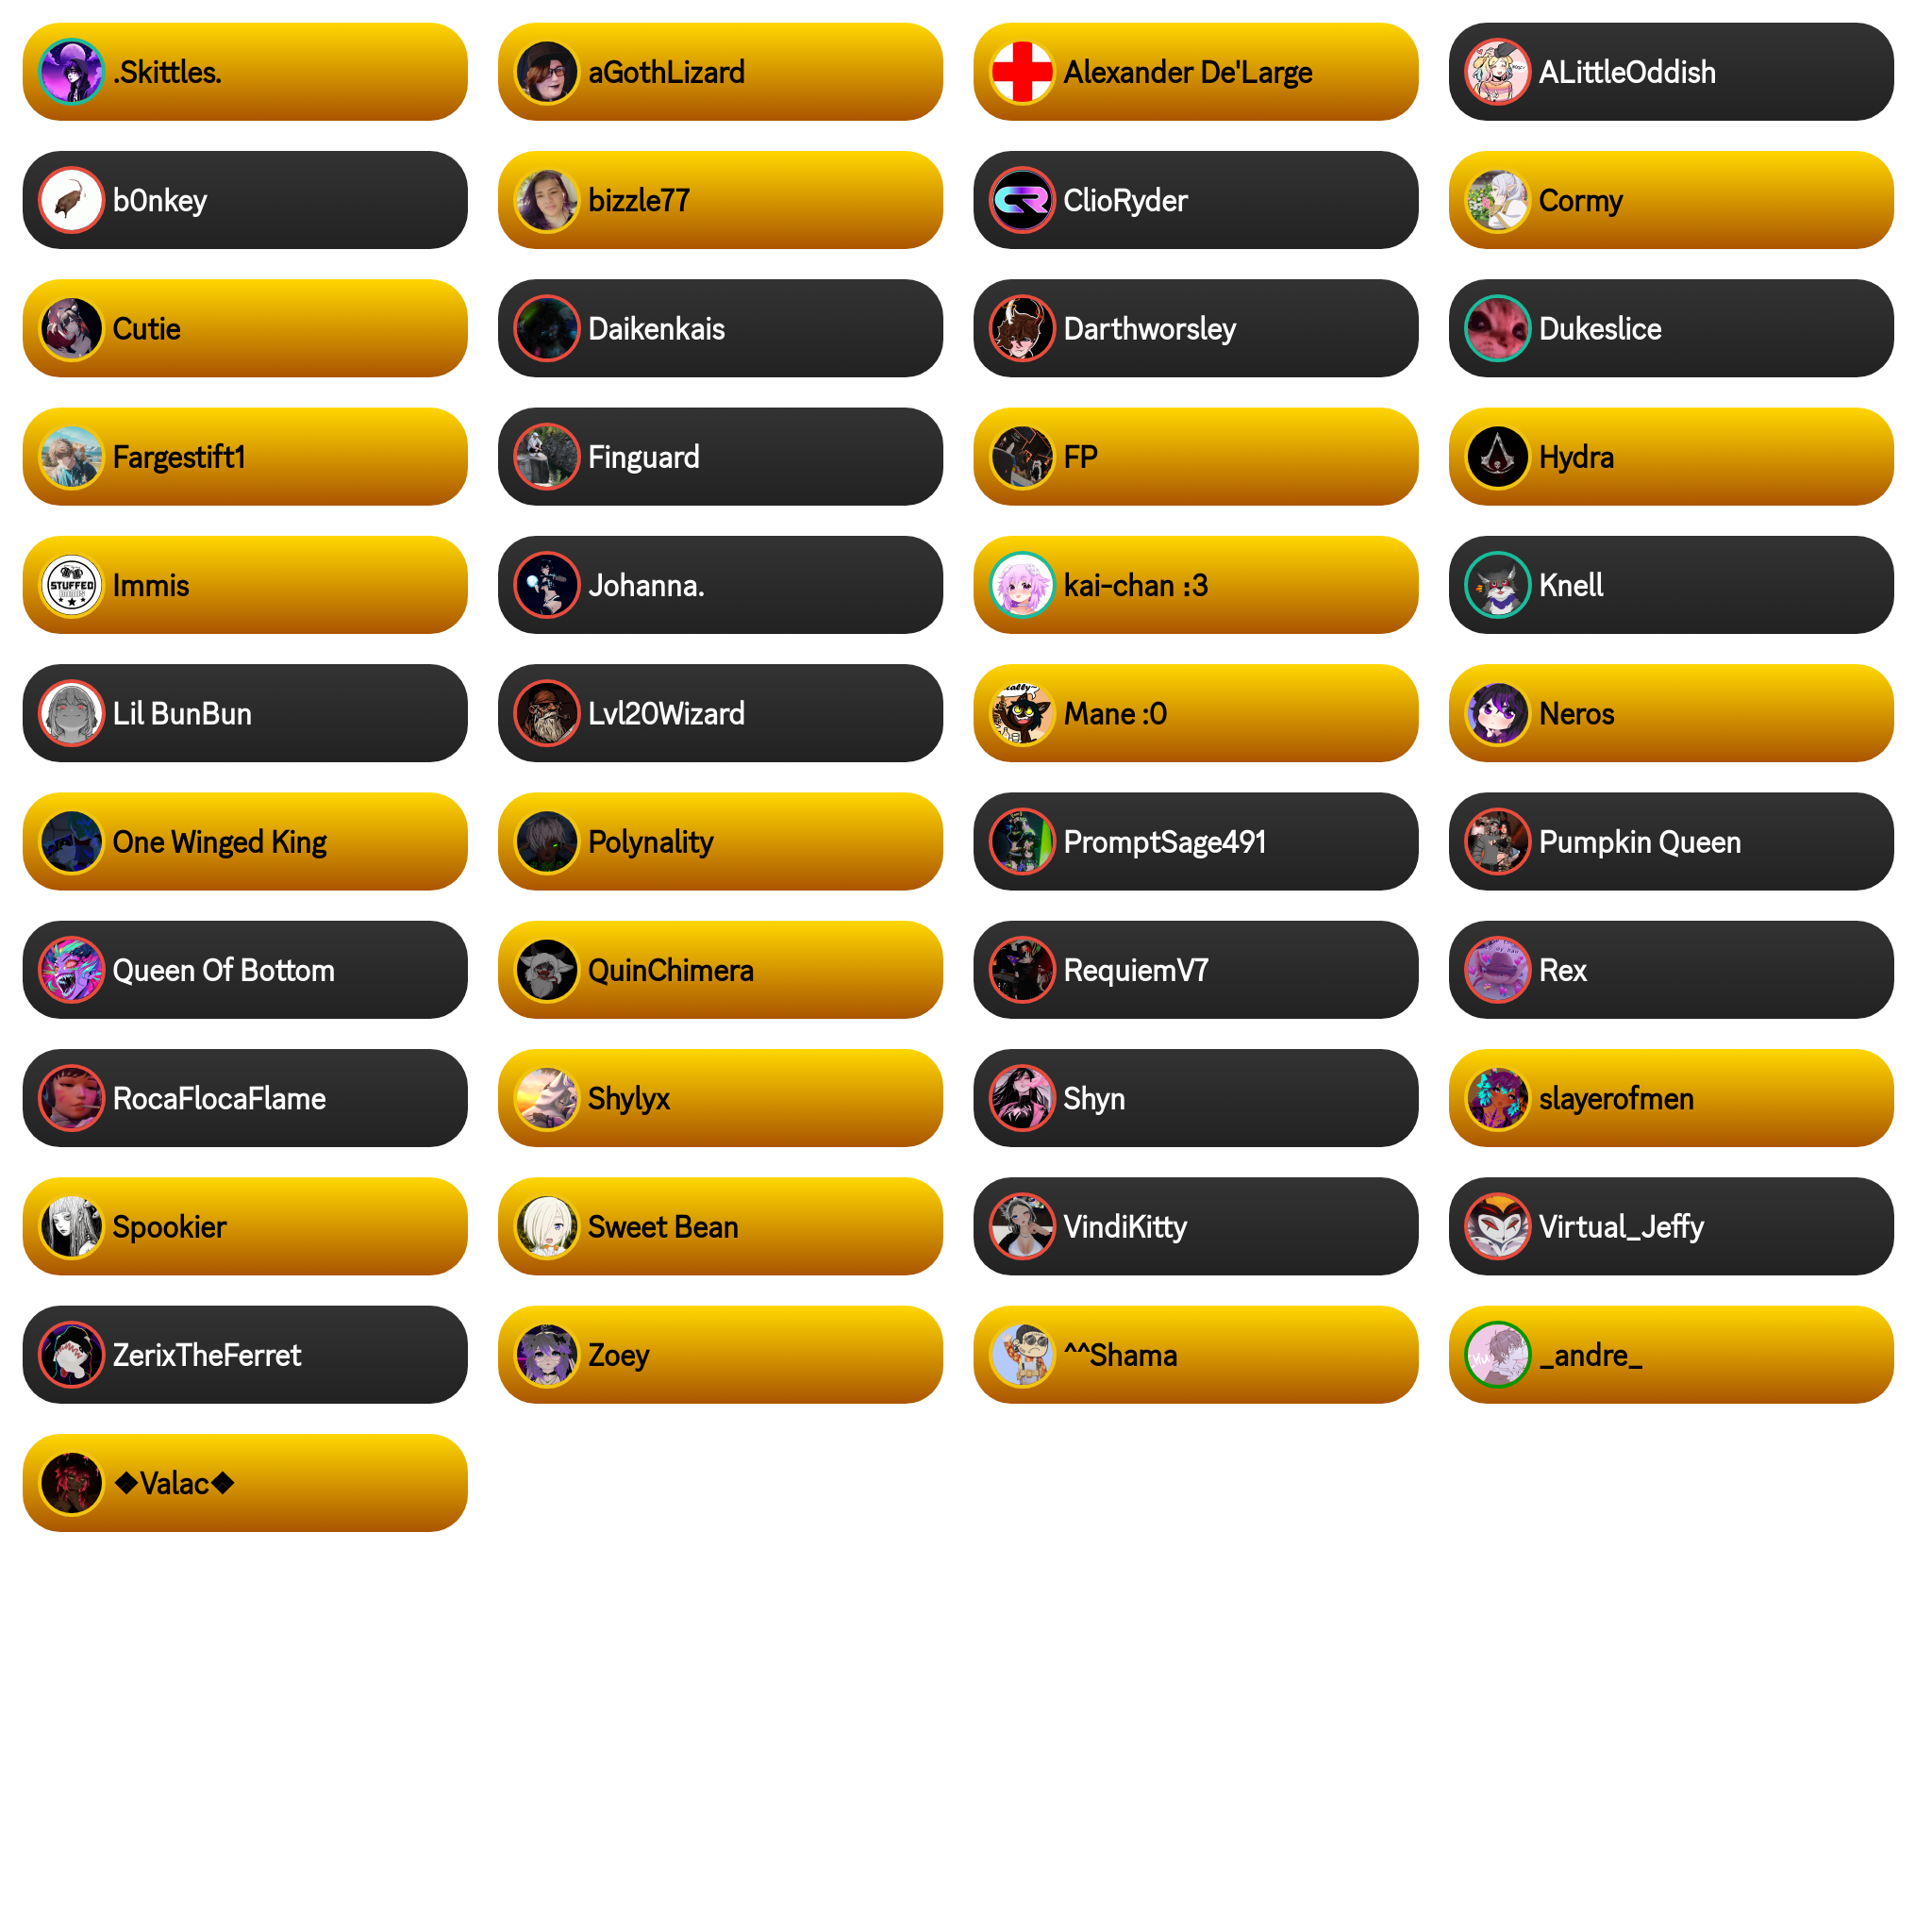 .Skittles.
aGothLizard
Alexander De'Large
ALittleOddish
b0nkey
bizzle77
ClioRyder
Cormy
Cutie
Daikenkais
Darthworsley
Dukeslice
Fargestift1
Finguard
FP
Hydra
STUFFED
Immis
Johanna.
kai-chan :3
Knell
Lil BunBun
Lvl20Wizard
Mane :0
Neros
One Winged King
Polynality
PromptSage491
Pumpkin Queen
Queen Of Bottom
QuinChimera
RequiemV7
Rex
RocaFlocaFlame
Shylyx
Shyn
slayerofmen
Spookier
Sweet Bean
VindiKitty
Virtual_Jeffy
ZerixTheFerret
Zoey
^^Shama
_andre_
❖Valac❖